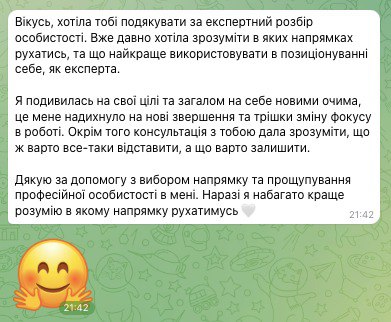 Вікусь, хотіла тобі подякувати за експертний розбір
особистості. Вже давно хотіла зрозуміти в яких напрямках
рухатись, та що найкраще використовувати в позиціонуванні
себе, як експерта.
Я подивилась на свої цілі та загалом на себе новими очима,
це мене надихнуло на нові звершення та трішки зміну фокусу
в роботі. Окрім того консультація з тобою дала зрозуміти, що
ж варто все-таки відставити, а що варто залишити.
Дякую за допомогу з вибором напрямку та прощупування
професійної особистості в мені. Наразі я набагато краще
розумію в якому напрямку рухатимусь 🤍
21:42
21:42